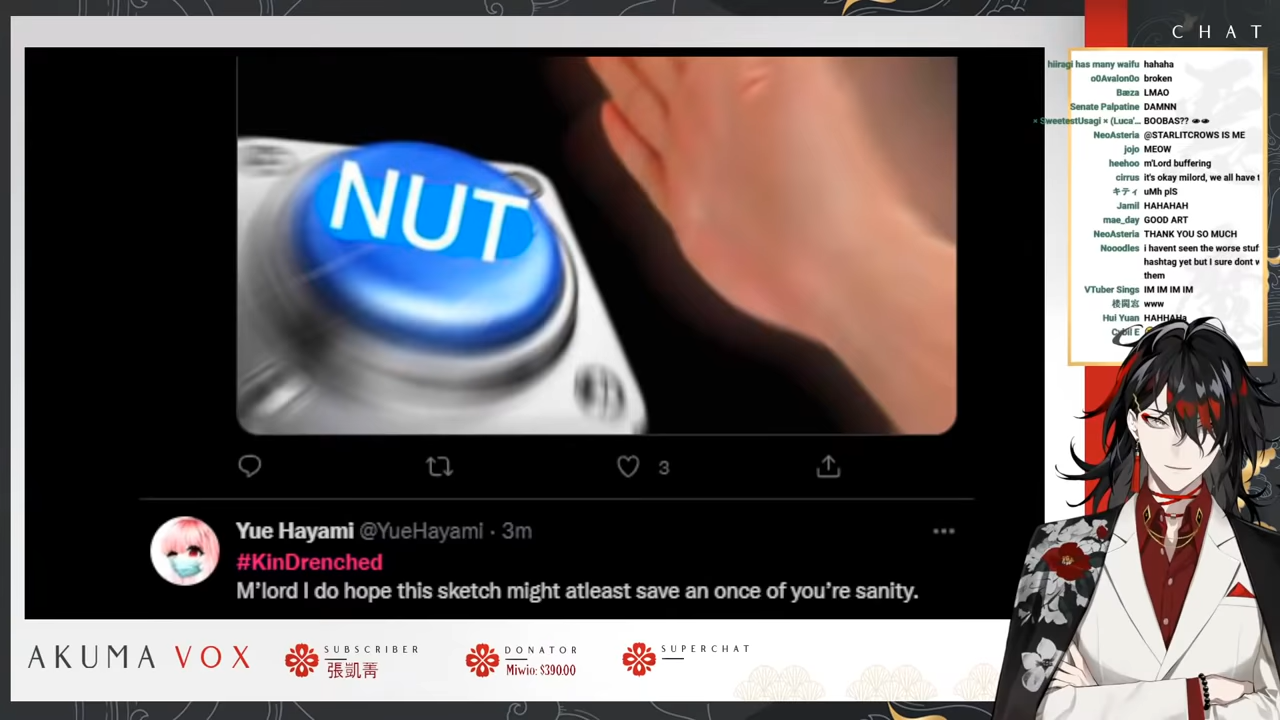 CHAT
hiiragi has many waifu hahaha
o0Avalon0o broken
Bæza LMAO
Senate Palpatine DAMNN
× SweetestUsagi × (Luca'... BOOBAS?? 👁👁
NeoAsteria @STARLITCROWS IS ME
jojo MEOW
heehoo m'Lord buffering
cirrus it's okay milord, we all have t
キティ uMh plS
Jamil HAHAHAH
mae_day GOOD ART
NeoAsteria THANK YOU SO MUCH
Nooodles i havent seen the worse stuf
hashtag yet but I sure dont w
them
VTuber Sings IM IM IM IM
www
Hui Yuan HAHHAHa
Cybil E
NUT
3
Yue Hayami @YueHayami · 3m
#KinDrenched
M'lord I do hope this sketch might atleast save an once of you're sanity.
AKUMA VOX
SUBSCRIBER
張凱菁
DONATOR
Miwio: $390.00
SUPERCHAT